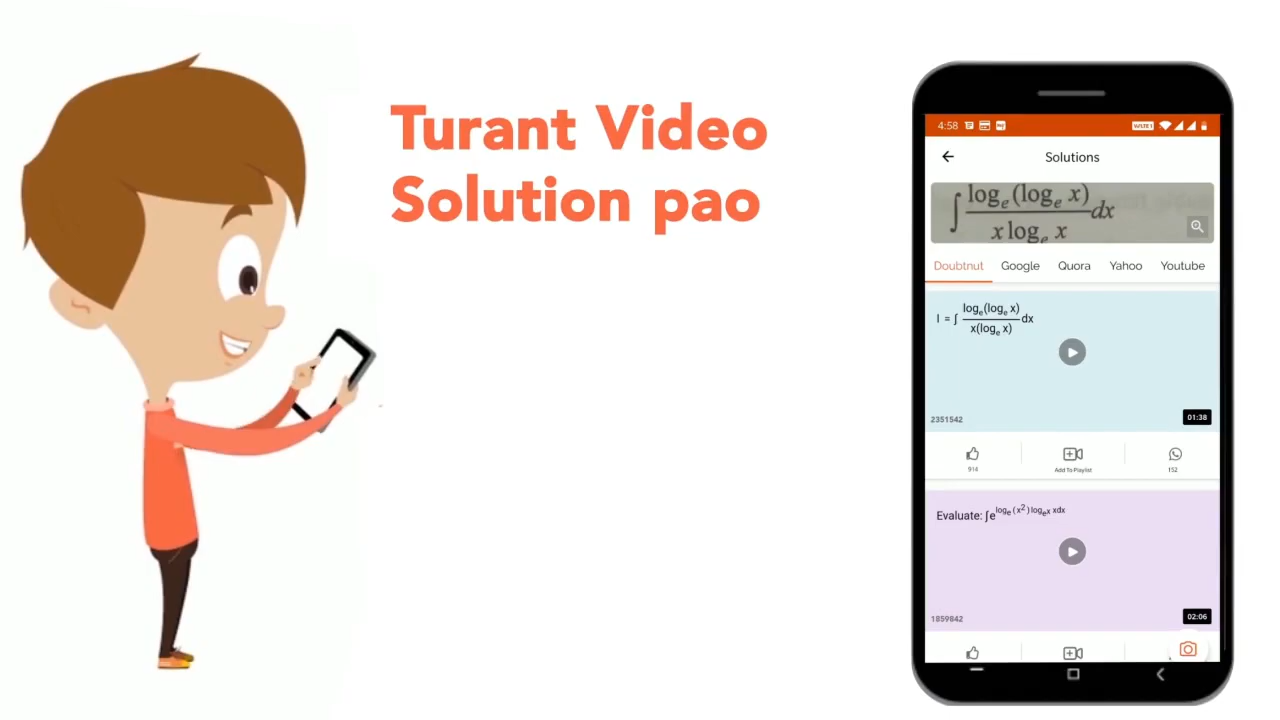 Turant Video
Solution pao
4:58
Solutions
∫ logₑ(logₑ x) / x logₑ x dx
Doubtnut Google Quora Yahoo Youtube
I = ∫ logₑ(logₑ x) / x(logₑ x) dx
2351542 01:38
914 Add To Playlist 152
Evaluate: ∫e^logₑ(x²)logₑx xdx
1859842 02:06